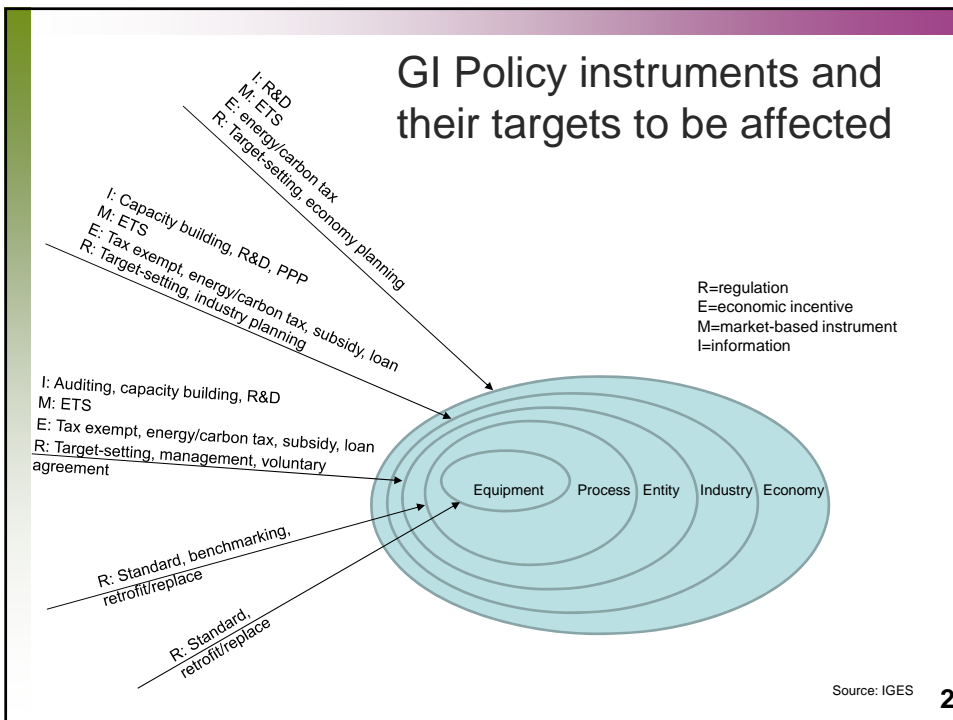 GI Policy instruments and
their targets to be affected
I: R&D
M: ETS
E: energy/carbon tax
R: Target-setting, economy planning
I: Capacity building, R&D, PPP
M: ETS
E: Tax exempt, energy/carbon tax, subsidy, loan
R: Target-setting, industry planning
R=regulation
E=economic incentive
M=market-based instrument
I=information
I: Auditing, capacity building, R&D
M: ETS
E: Tax exempt, energy/carbon tax, subsidy, loan
R: Target-setting, management, voluntary
agreement
Equipment Process Entity Industry Economy
R: Standard, benchmarking,
retrofit/replace
R: Standard,
retrofit/replace
Source: IGES
2